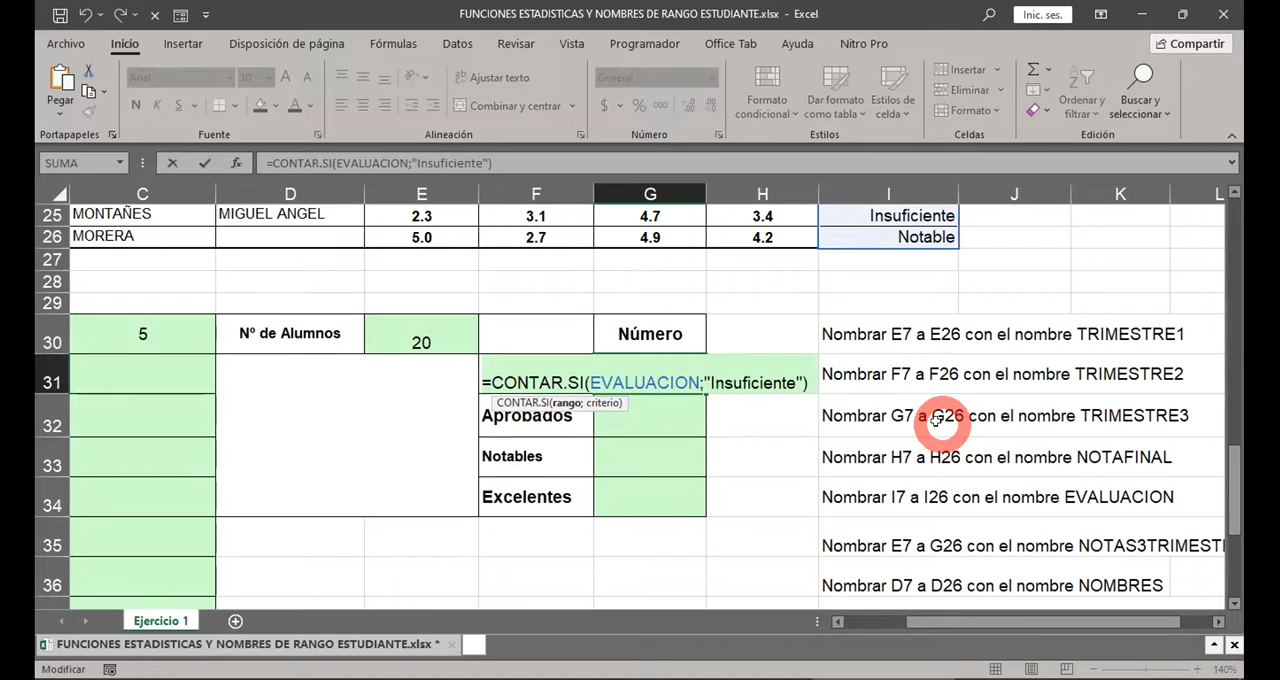 FUNCIONES ESTADISTICAS Y NOMBRES DE RANGO ESTUDIANTE.xlsx - Excel
Inic. ses.
Archivo Inicio Insertar Disposición de página Fórmulas Datos Revisar Vista Programador Office Tab Ayuda Nitro Pro
Compartir
Pegar
Arial 10
N K S
Ajustar texto
Combinar y centrar
General
$ % 000
Formato condicional
Dar formato como tabla
Estilos de celda
Insertar
Eliminar
Formato
Ordenar y filtrar
Buscar y seleccionar
Portapapeles Fuente Alineación Número Estilos Celdas Edición
SUMA =CONTAR.SI(EVALUACION;"Insuficiente")
C D E F G H I J K L
25 MONTAÑES MIGUEL ANGEL 2.3 3.1 4.7 3.4 Insuficiente
26 MORERA 5.0 2.7 4.9 4.2 Notable
27
28
29
30 5 Nº de Alumnos 20 Número Nombrar E7 a E26 con el nombre TRIMESTRE1
31 =CONTAR.SI(EVALUACION;"Insuficiente") Nombrar F7 a F26 con el nombre TRIMESTRE2
CONTAR.SI(rango; criterio)
32 Aprobados Nombrar G7 a G26 con el nombre TRIMESTRE3
33 Notables Nombrar H7 a H26 con el nombre NOTAFINAL
34 Excelentes Nombrar I7 a I26 con el nombre EVALUACION
35 Nombrar E7 a G26 con el nombre NOTAS3TRIMEST
36 Nombrar D7 a D26 con el nombre NOMBRES
Ejercicio 1
FUNCIONES ESTADISTICAS Y NOMBRES DE RANGO ESTUDIANTE.xlsx *
Modificar 140%